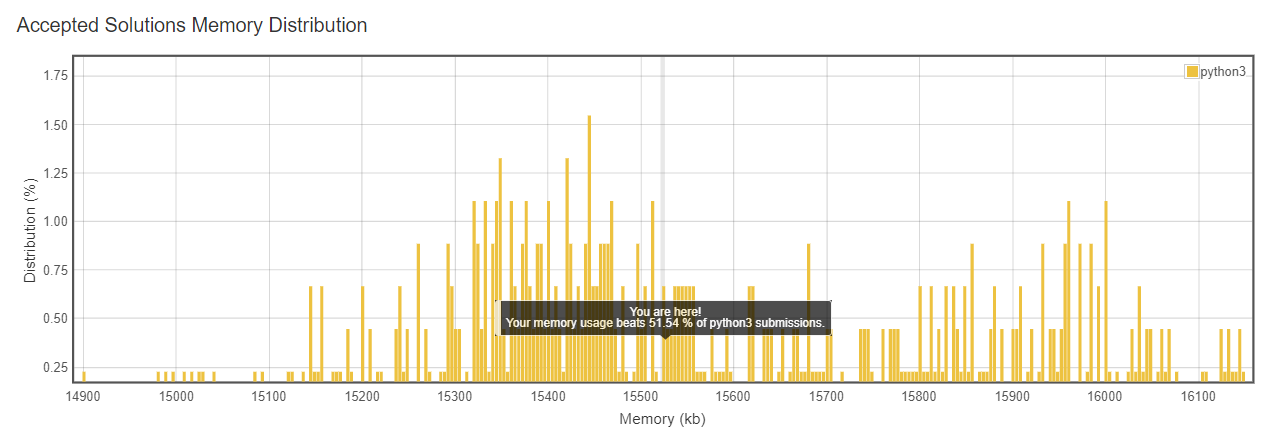 Accepted Solutions Memory Distribution
python3
1.75
1.50
1.25
1.00
0.75
0.50
0.25
Distribution (%)
You are here!
Your memory usage beats 51.54 % of python3 submissions.
14900 15000 15100 15200 15300 15400 15500 15600 15700 15800 15900 16000 16100
Memory (kb)